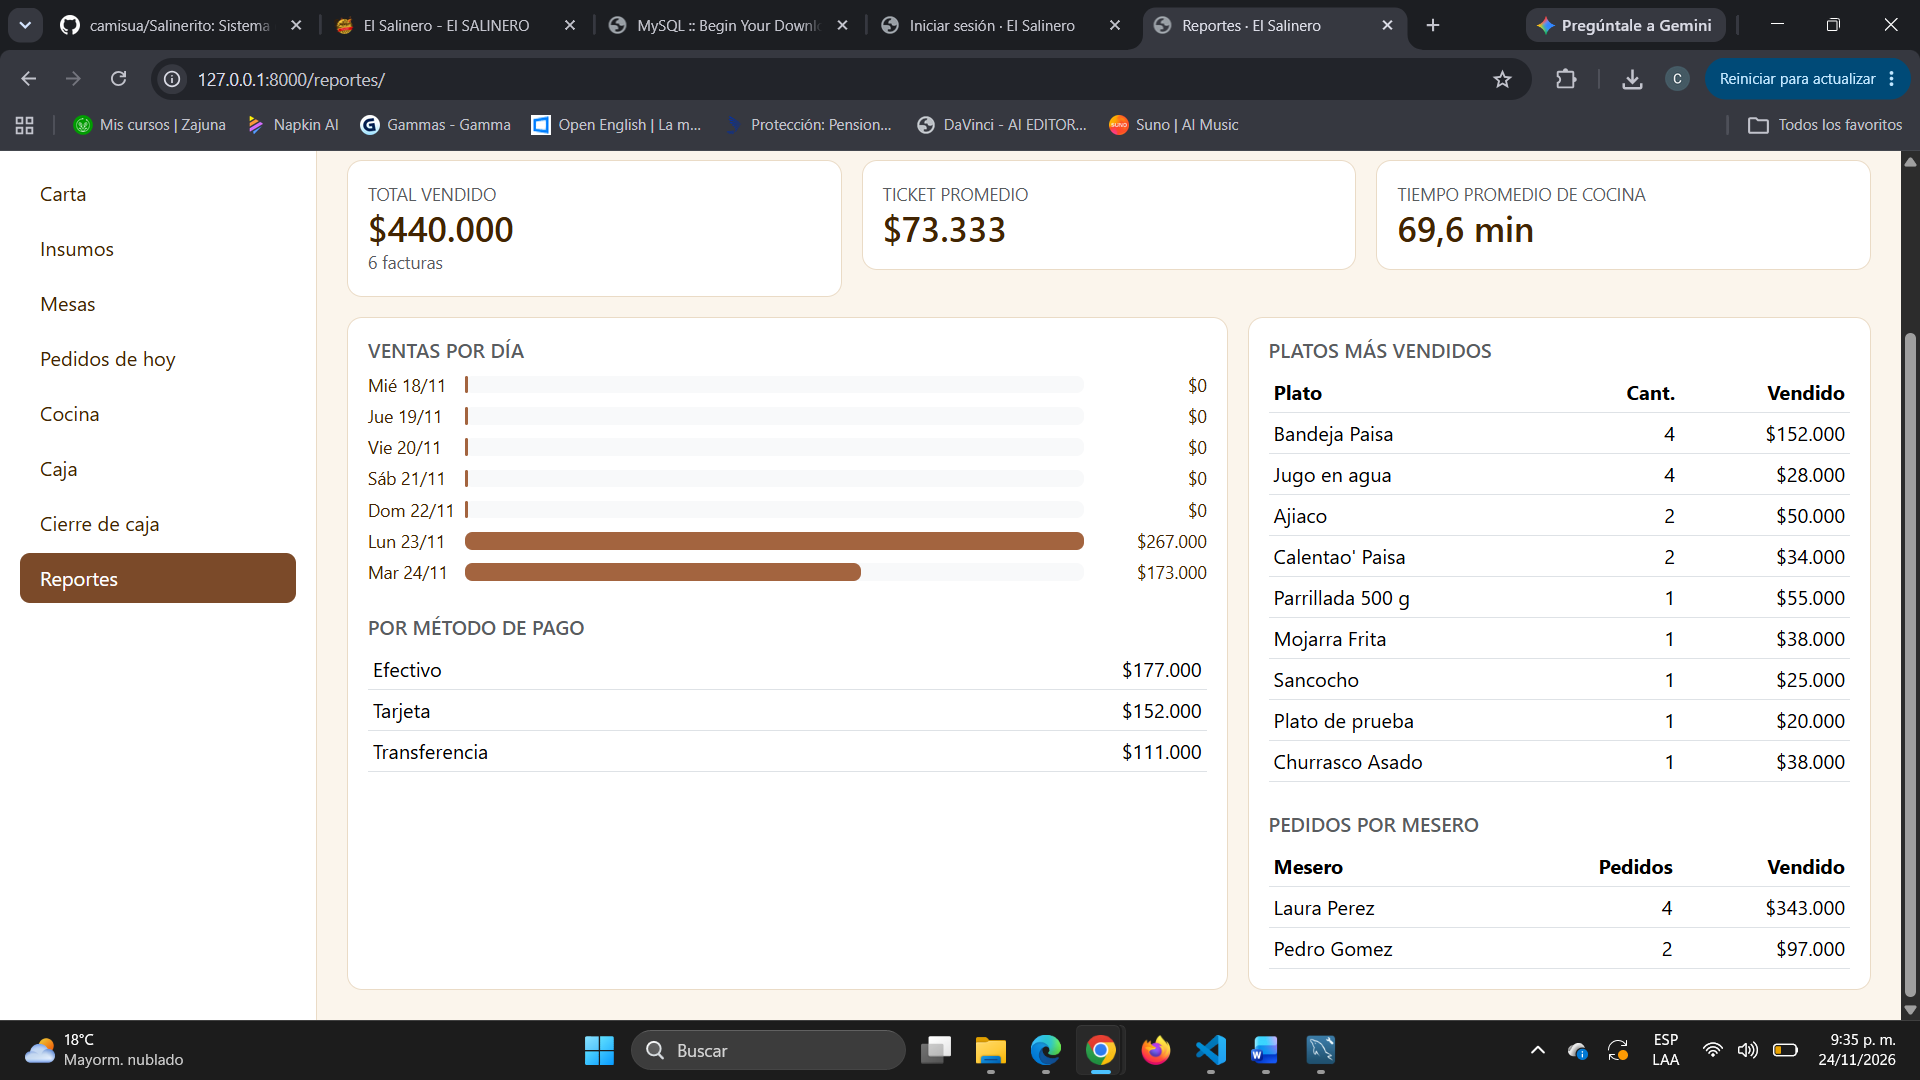 camisua/Salinerito: Sistema
El Salinero - El SALINERO
MySQL :: Begin Your Downl
Iniciar sesión · El Salinero
Reportes · El Salinero
Pregúntale a Gemini
127.0.0.1:8000/reportes/
C
Reiniciar para actualizar
Mis cursos | Zajuna
Napkin AI
Gammas - Gamma
Open English | La m...
Protección: Pension...
DaVinci - AI EDITOR...
Suno | AI Music
Todos los favoritos
Carta
Insumos
Mesas
Pedidos de hoy
Cocina
Caja
Cierre de caja
Reportes
TOTAL VENDIDO
$440.000
6 facturas
TICKET PROMEDIO
$73.333
TIEMPO PROMEDIO DE COCINA
69,6 min
VENTAS POR DÍA
Mié 18/11 $0
Jue 19/11 $0
Vie 20/11 $0
Sáb 21/11 $0
Dom 22/11 $0
Lun 23/11 $267.000
Mar 24/11 $173.000
POR MÉTODO DE PAGO
Efectivo $177.000
Tarjeta $152.000
Transferencia $111.000
PLATOS MÁS VENDIDOS
Plato Cant. Vendido
Bandeja Paisa 4 $152.000
Jugo en agua 4 $28.000
Ajiaco 2 $50.000
Calentao' Paisa 2 $34.000
Parrillada 500 g 1 $55.000
Mojarra Frita 1 $38.000
Sancocho 1 $25.000
Plato de prueba 1 $20.000
Churrasco Asado 1 $38.000
PEDIDOS POR MESERO
Mesero Pedidos Vendido
Laura Perez 4 $343.000
Pedro Gomez 2 $97.000
18°C
Mayorm. nublado
Buscar
ESP
LAA
9:35 p. m.
24/11/2026